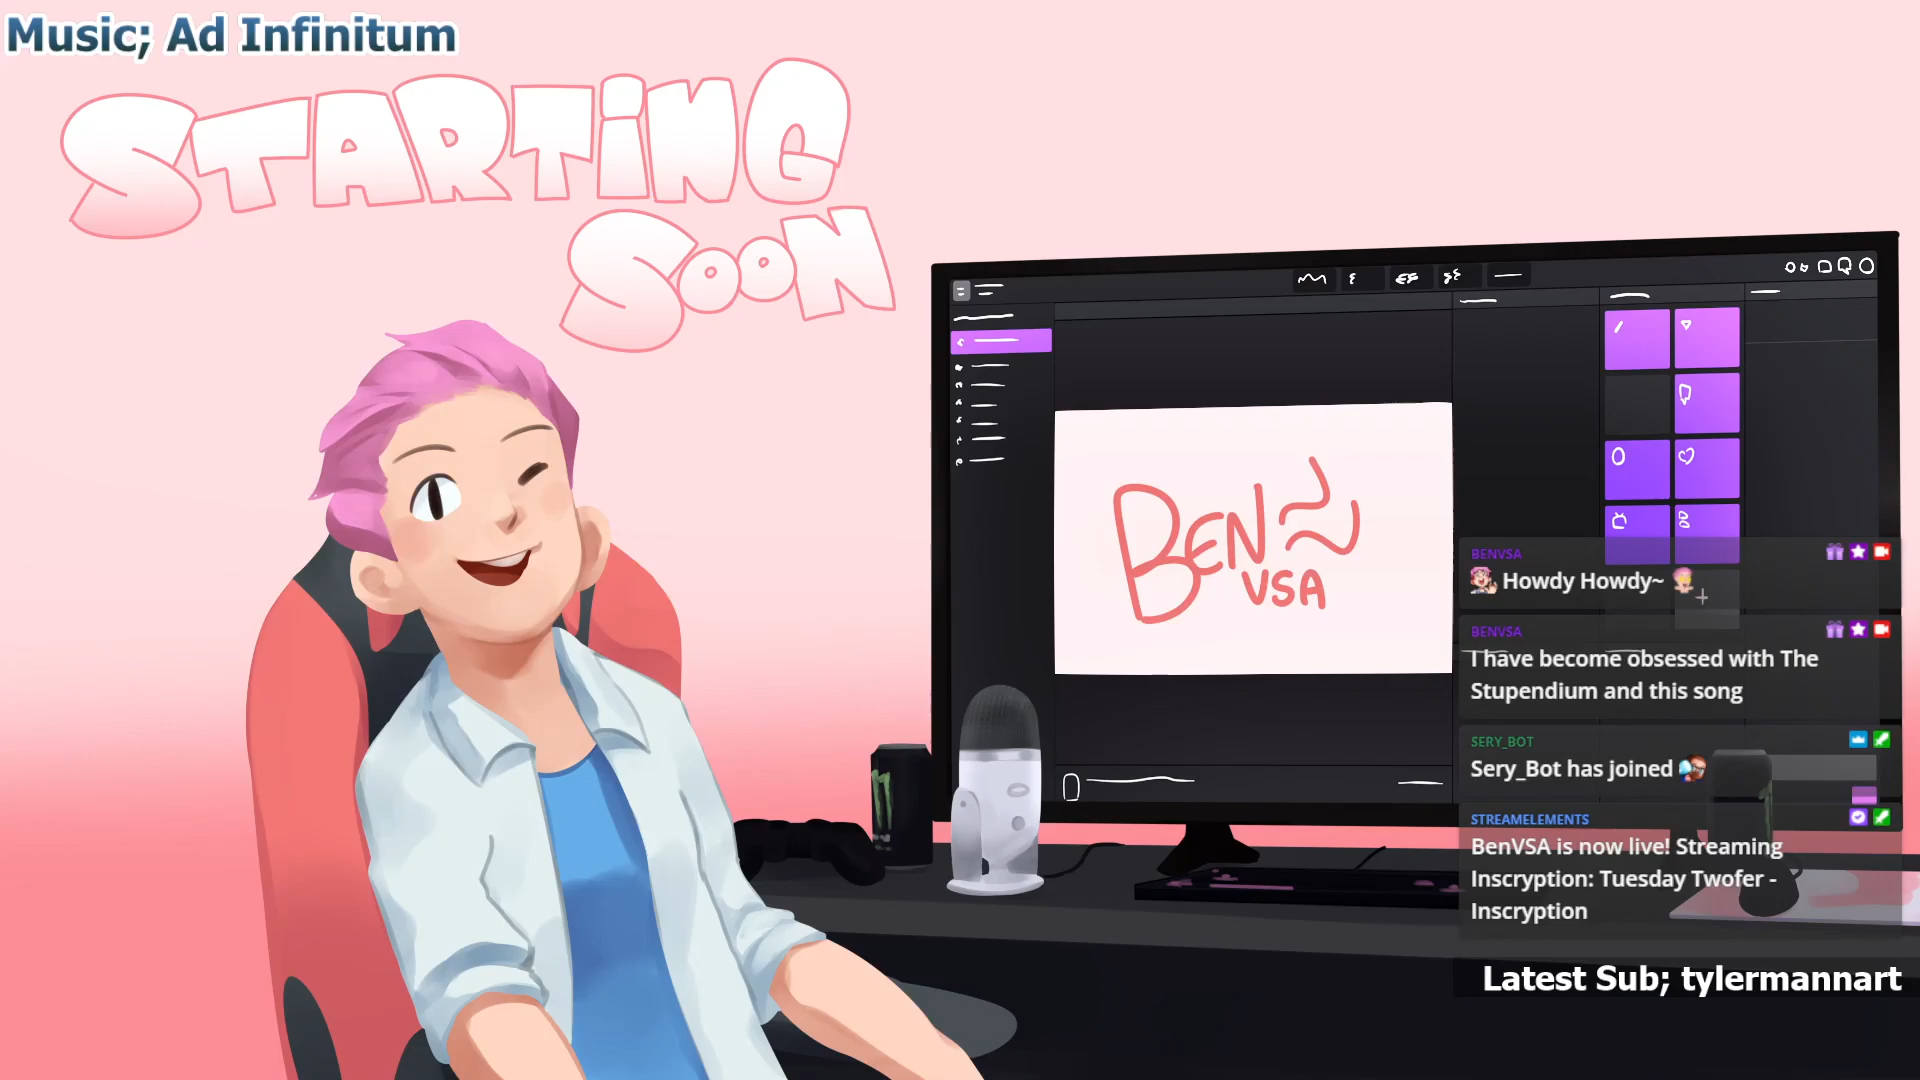 Music; Ad Infinitum
STARTiNG
SOON
BEN
VSA
BENVSA
Howdy Howdy~
BENVSA
I have become obsessed with The
Stupendium and this song
SERY_BOT
Sery_Bot has joined
STREAMELEMENTS
BenVSA is now live! Streaming
Inscryption: Tuesday Twofer -
Inscryption
Latest Sub; tylermannart